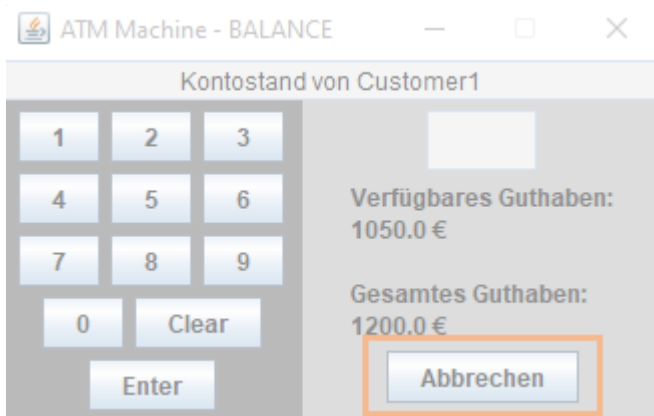 ATM Machine - BALANCE
Kontostand von Customer1
1 2 3
4 5 6
7 8 9
0 Clear
Enter
Verfügbares Guthaben:
1050.0 €
Gesamtes Guthaben:
1200.0 €
Abbrechen